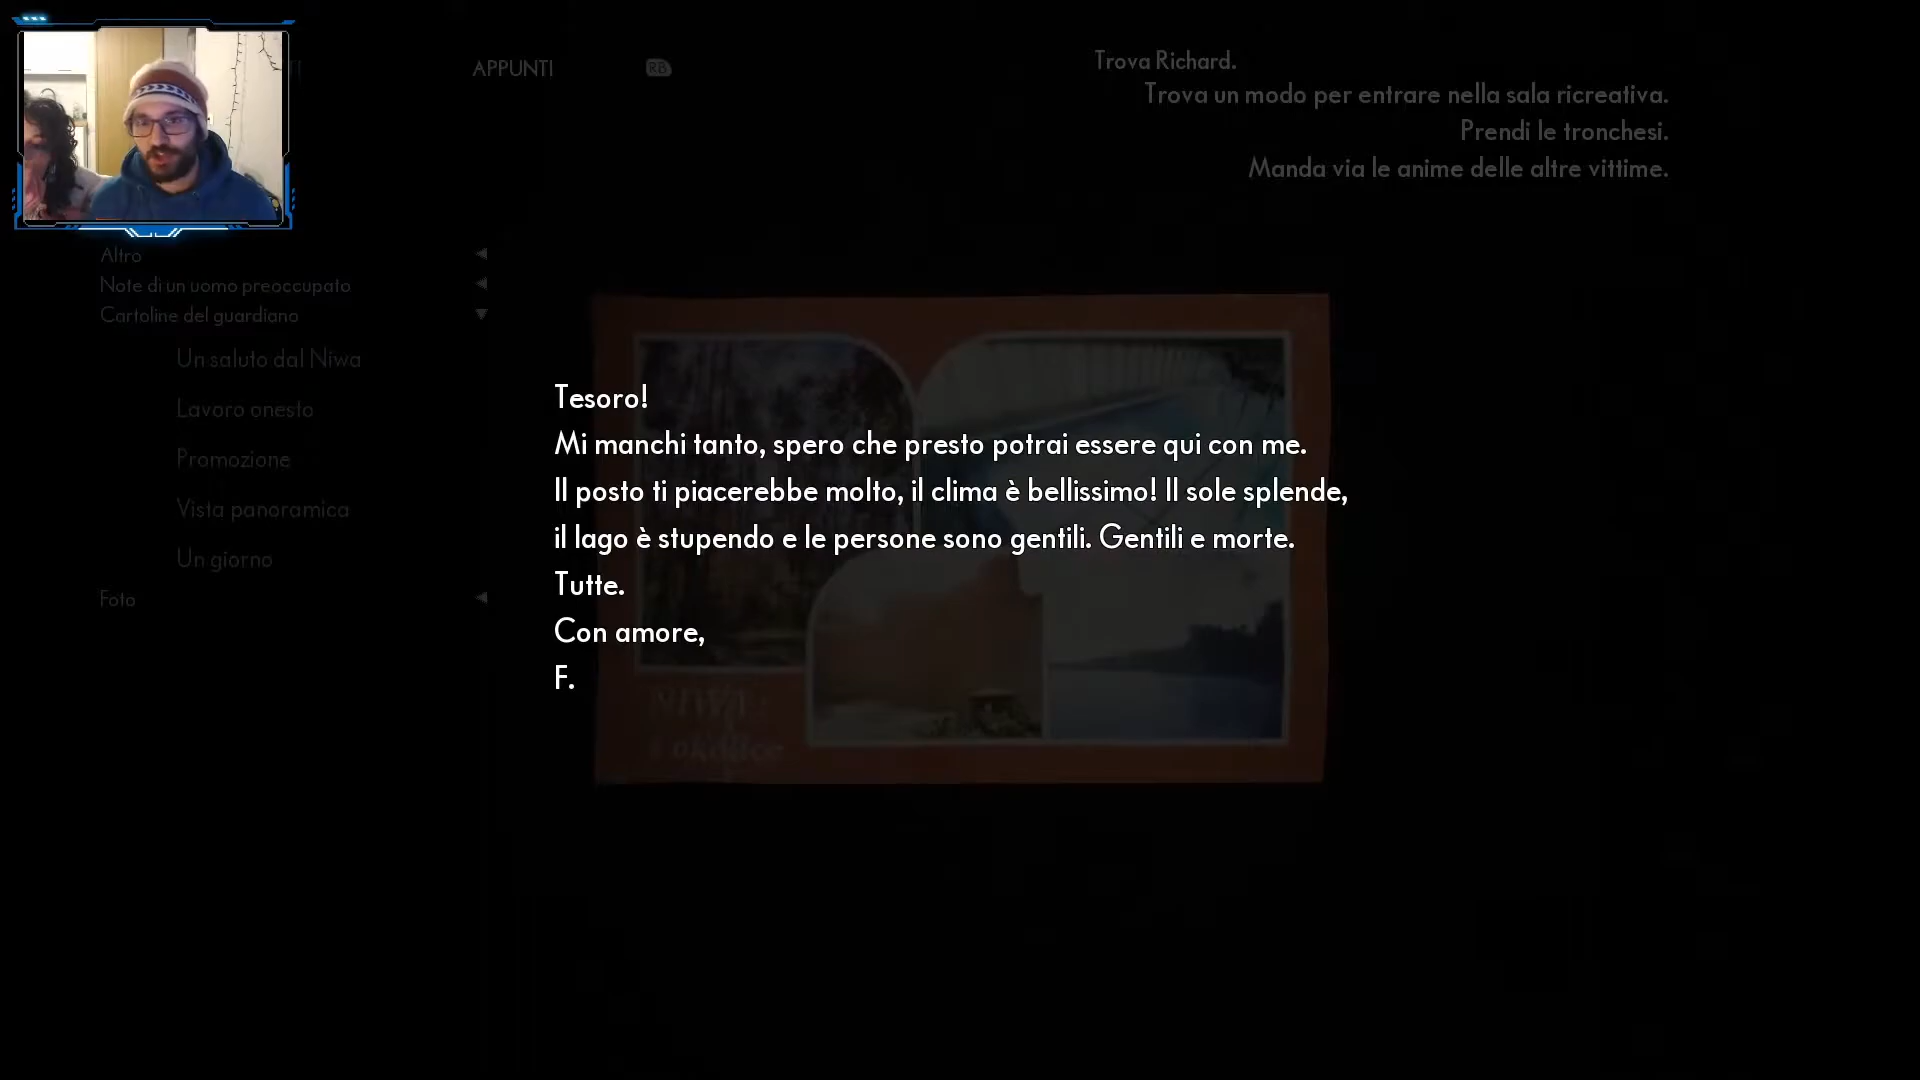 APPUNTI
RB
Trova Richard.
Trova un modo per entrare nella sala ricreativa.
Prendi le tronchesi.
Manda via le anime delle altre vittime.
Altro
Note di un uomo preoccupato
Cartoline del guardiano
Un saluto dal Niwa
Lavoro onesto
Promozione
Vista panoramica
Un giorno
Foto
Tesoro!
Mi manchi tanto, spero che presto potrai essere qui con me.
Il posto ti piacerebbe molto, il clima è bellissimo! Il sole splende,
il lago è stupendo e le persone sono gentili. Gentili e morte.
Tutte.
Con amore,
F.
NIWA
i okolice